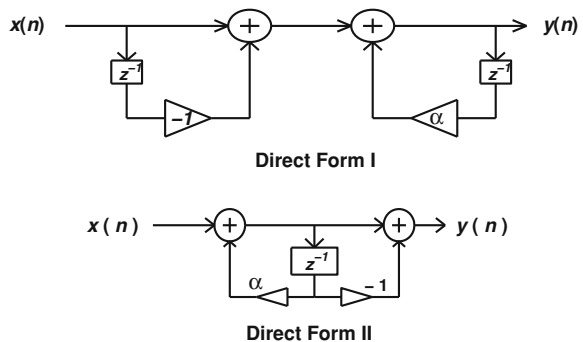 x(n) y(n)
z⁻¹ z⁻¹
−1 α
Direct Form I
x ( n ) y ( n )
z⁻¹
α − 1
Direct Form II